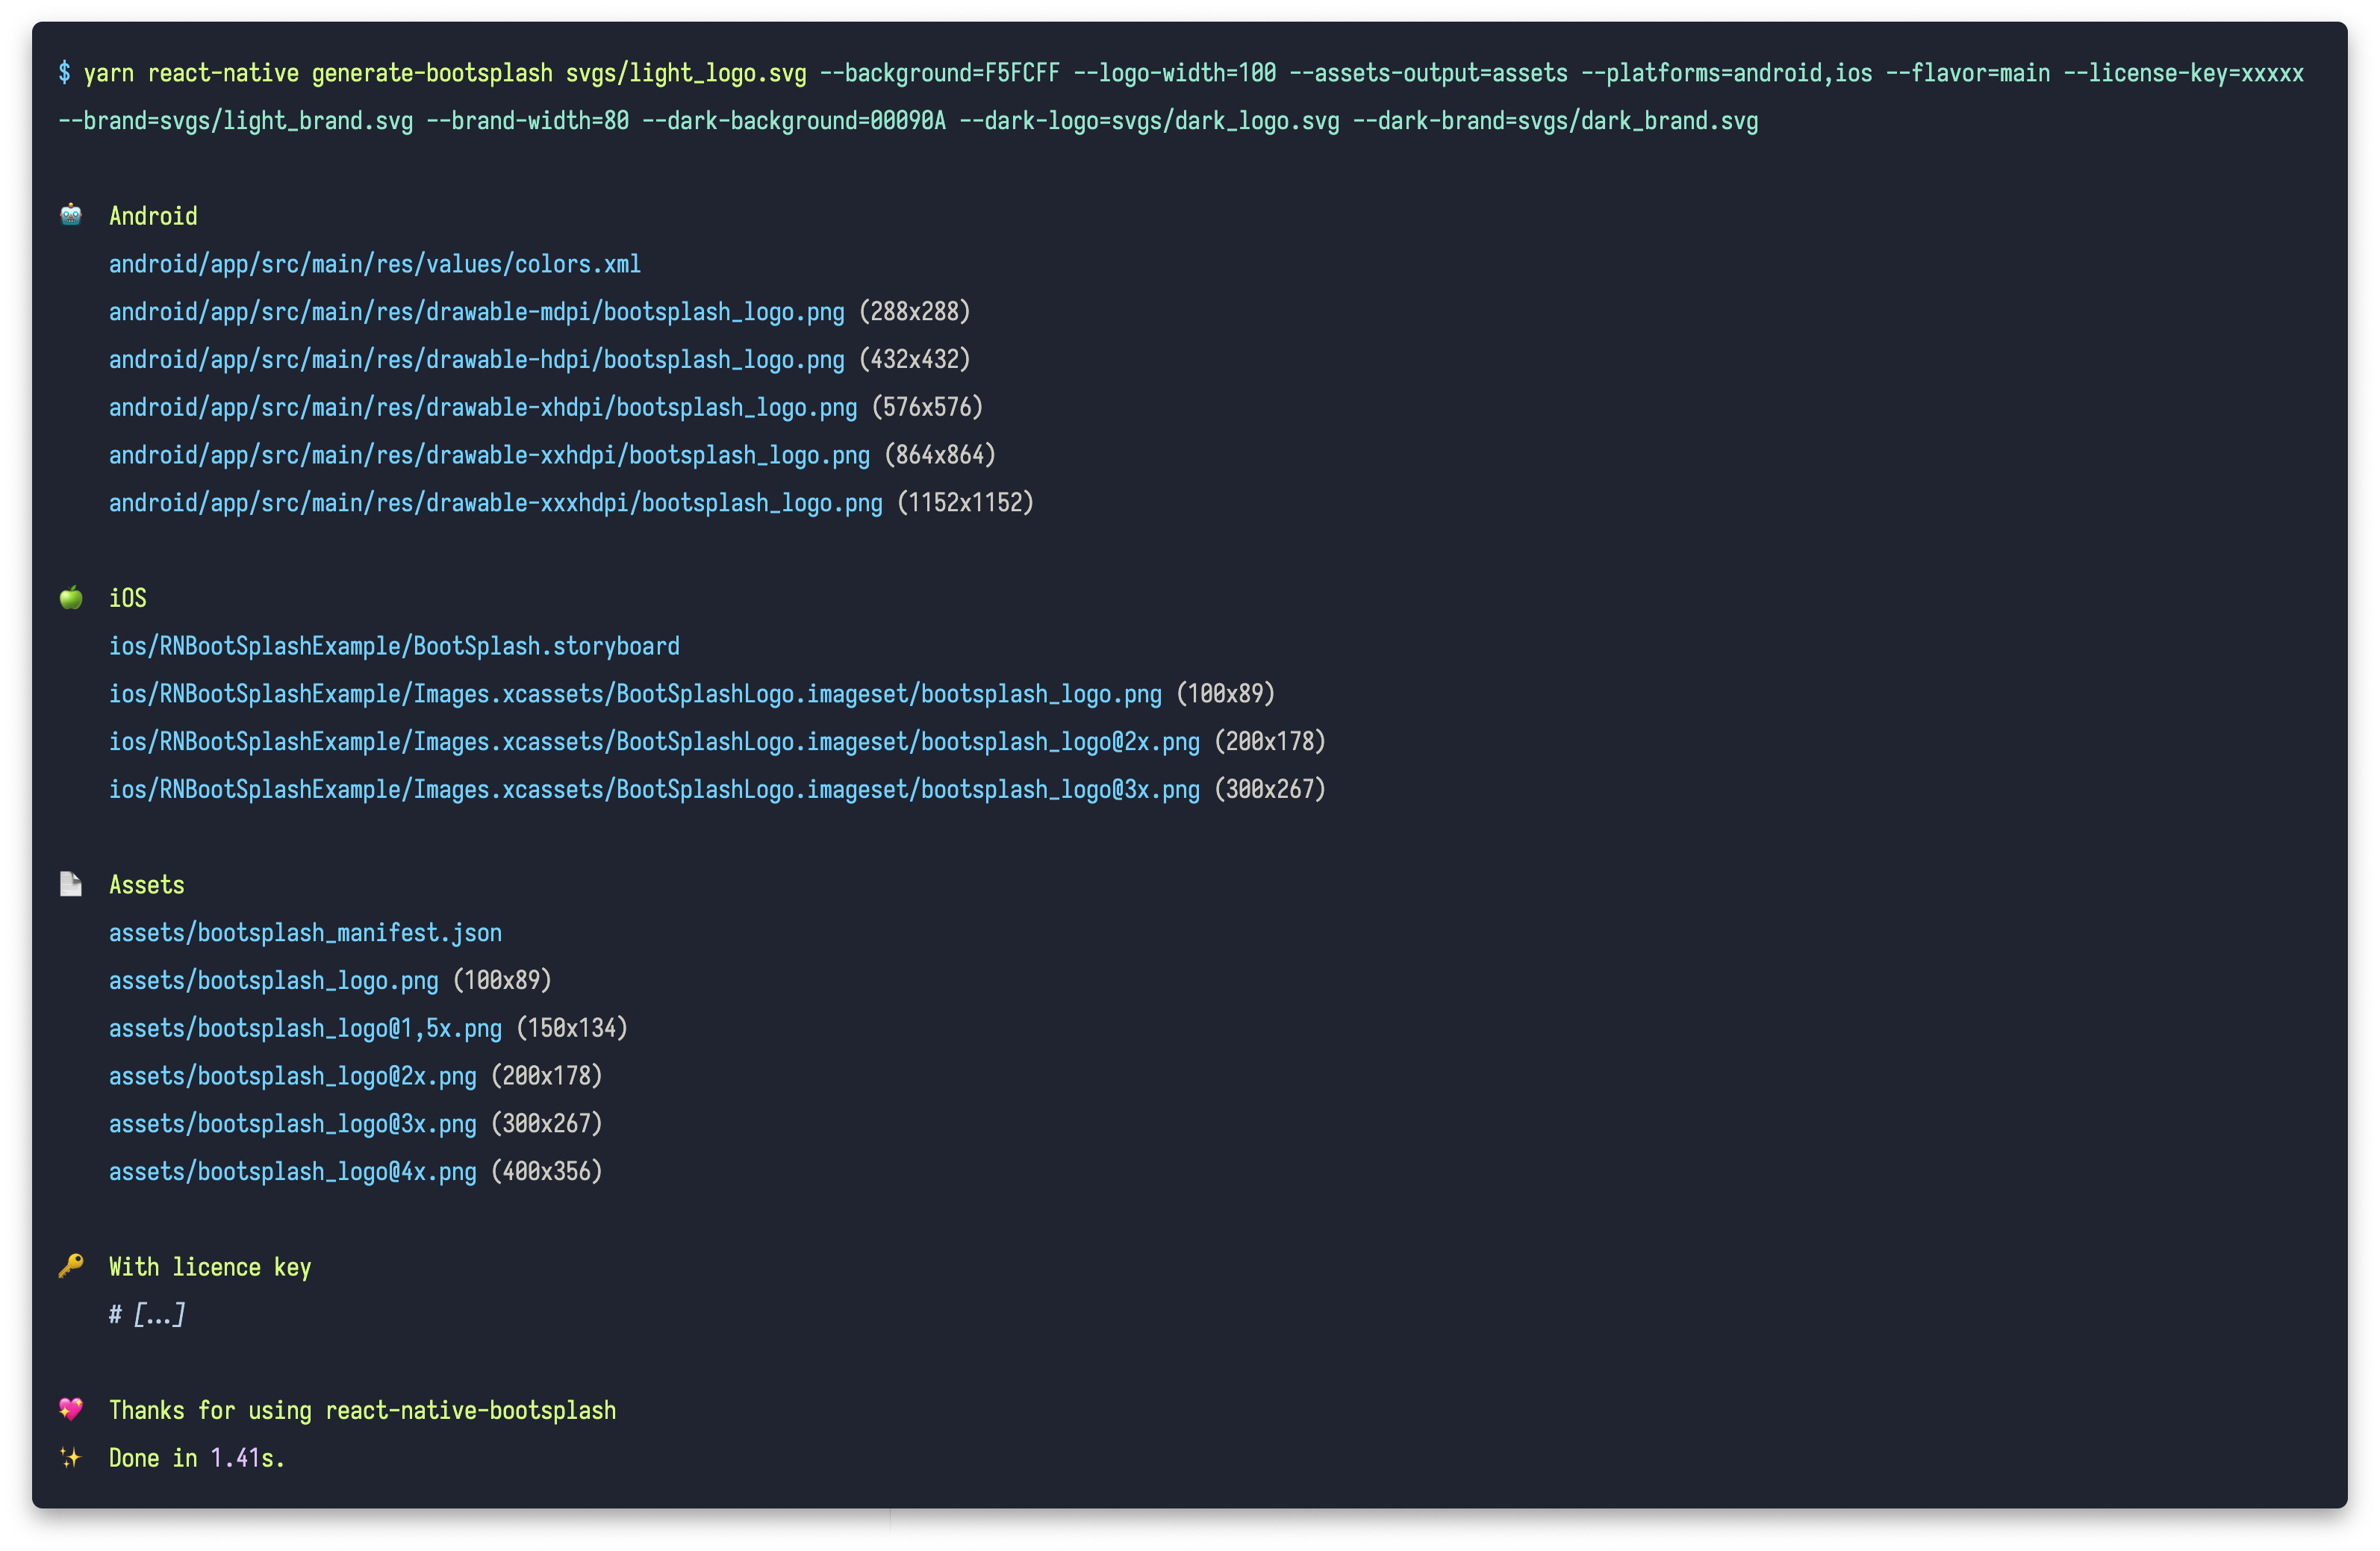 $ yarn react-native generate-bootsplash svgs/light_logo.svg --background=F5FCFF --logo-width=100 --assets-output=assets --platforms=android,ios --flavor=main --license-key=xxxxx
--brand=svgs/light_brand.svg --brand-width=80 --dark-background=00090A --dark-logo=svgs/dark_logo.svg --dark-brand=svgs/dark_brand.svg
🤖 Android
android/app/src/main/res/values/colors.xml
android/app/src/main/res/drawable-mdpi/bootsplash_logo.png (288x288)
android/app/src/main/res/drawable-hdpi/bootsplash_logo.png (432x432)
android/app/src/main/res/drawable-xhdpi/bootsplash_logo.png (576x576)
android/app/src/main/res/drawable-xxhdpi/bootsplash_logo.png (864x864)
android/app/src/main/res/drawable-xxxhdpi/bootsplash_logo.png (1152x1152)
🍏 iOS
ios/RNBootSplashExample/BootSplash.storyboard
ios/RNBootSplashExample/Images.xcassets/BootSplashLogo.imageset/bootsplash_logo.png (100x89)
ios/RNBootSplashExample/Images.xcassets/BootSplashLogo.imageset/bootsplash_logo@2x.png (200x178)
ios/RNBootSplashExample/Images.xcassets/BootSplashLogo.imageset/bootsplash_logo@3x.png (300x267)
📄 Assets
assets/bootsplash_manifest.json
assets/bootsplash_logo.png (100x89)
assets/bootsplash_logo@1,5x.png (150x134)
assets/bootsplash_logo@2x.png (200x178)
assets/bootsplash_logo@3x.png (300x267)
assets/bootsplash_logo@4x.png (400x356)
🔑 With licence key
# […]
💖 Thanks for using react-native-bootsplash
✨ Done in 1.41s.